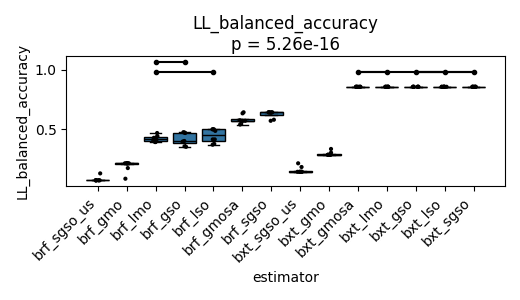 LL_balanced_accuracy
p = 5.26e-16
LL_balanced_accuracy
1.0
0.5
brf_sgso_us
brf_gmo
brf_lmo
brf_gso
brf_lso
brf_gmosa
brf_sgso
bxt_sgso_us
bxt_gmo
bxt_gmosa
bxt_lmo
bxt_gso
bxt_lso
bxt_sgso
estimator